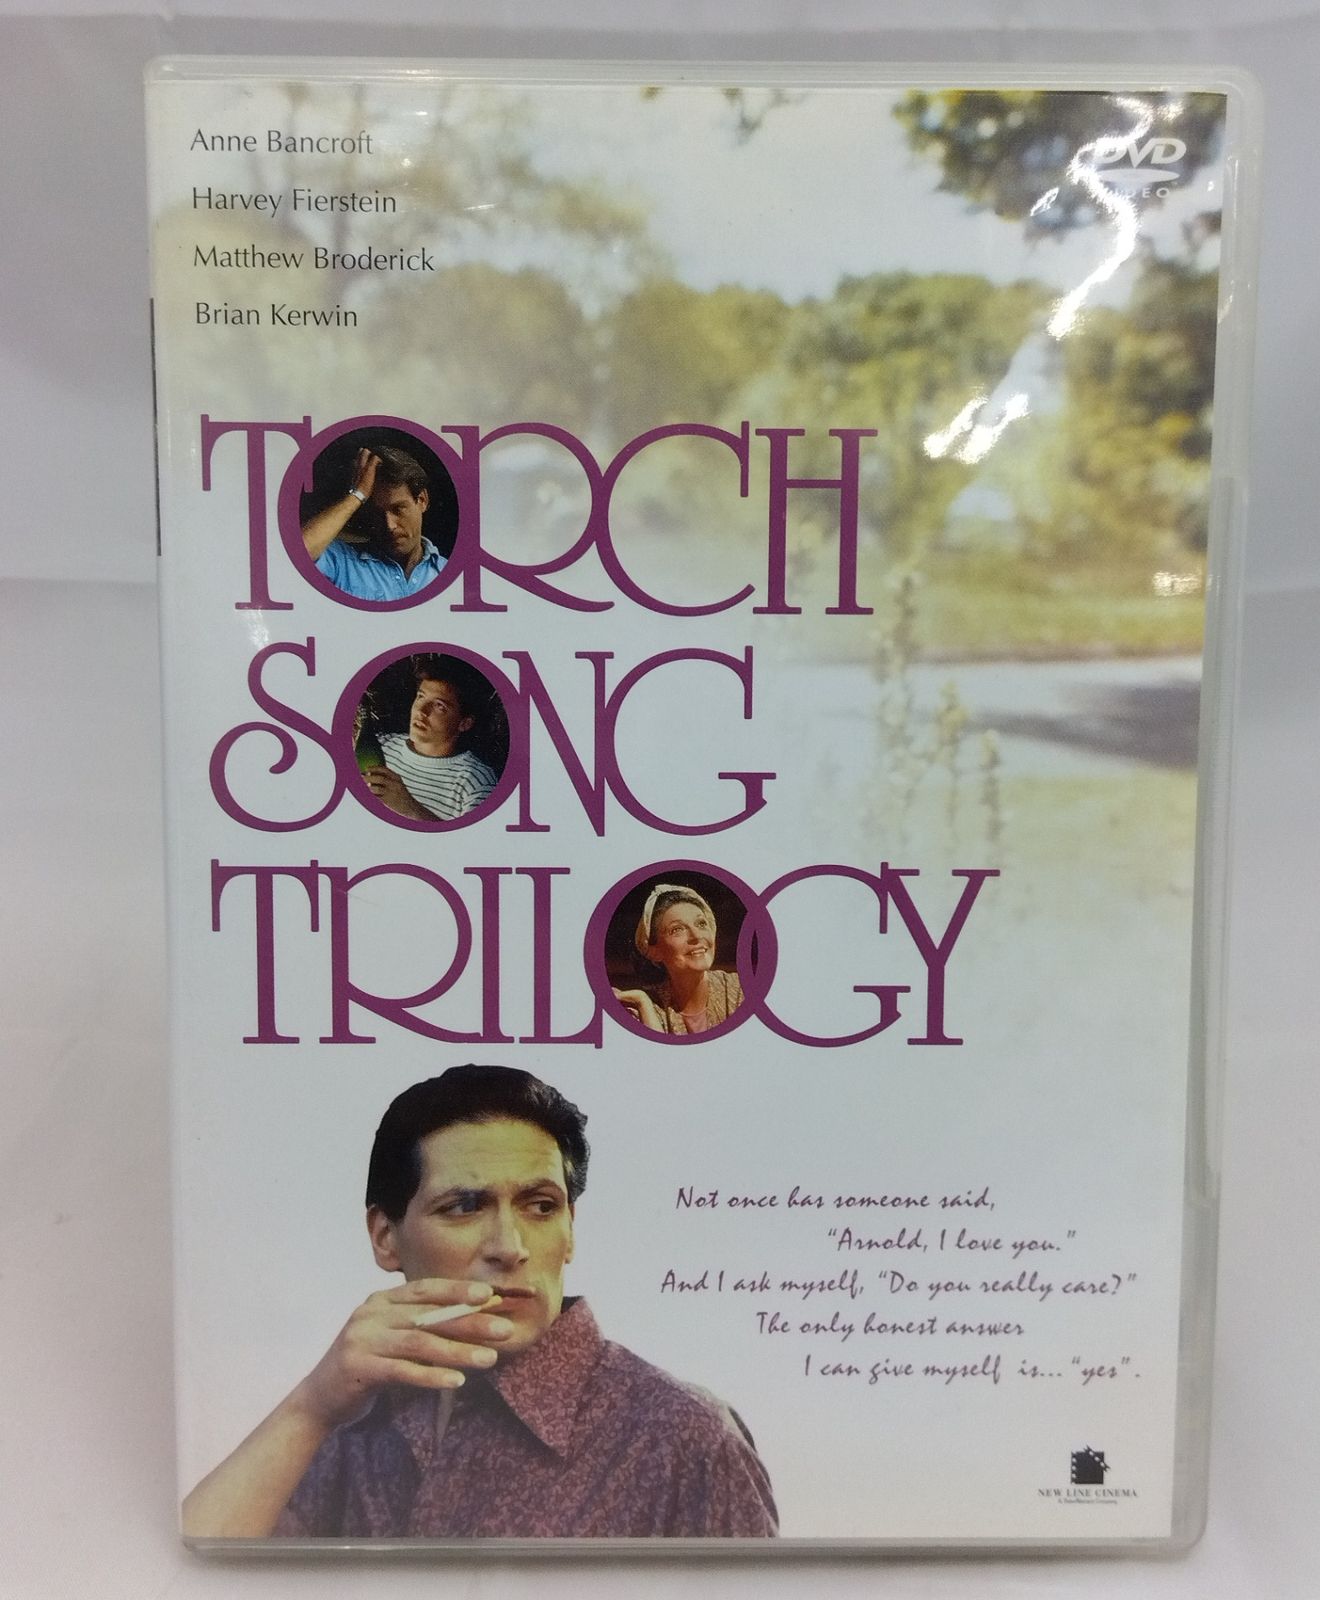 Anne Bancroft
Harvey Fierstein
Matthew Broderick
Brian Kerwin
DVD
VIDEO
TORCH
SONG
TRILOGY
Not once has someone said,
"Arnold, I love you."
And I ask myself, "Do you really care?"
The only honest answer
I can give myself is... "yes".
NEW LINE CINEMA